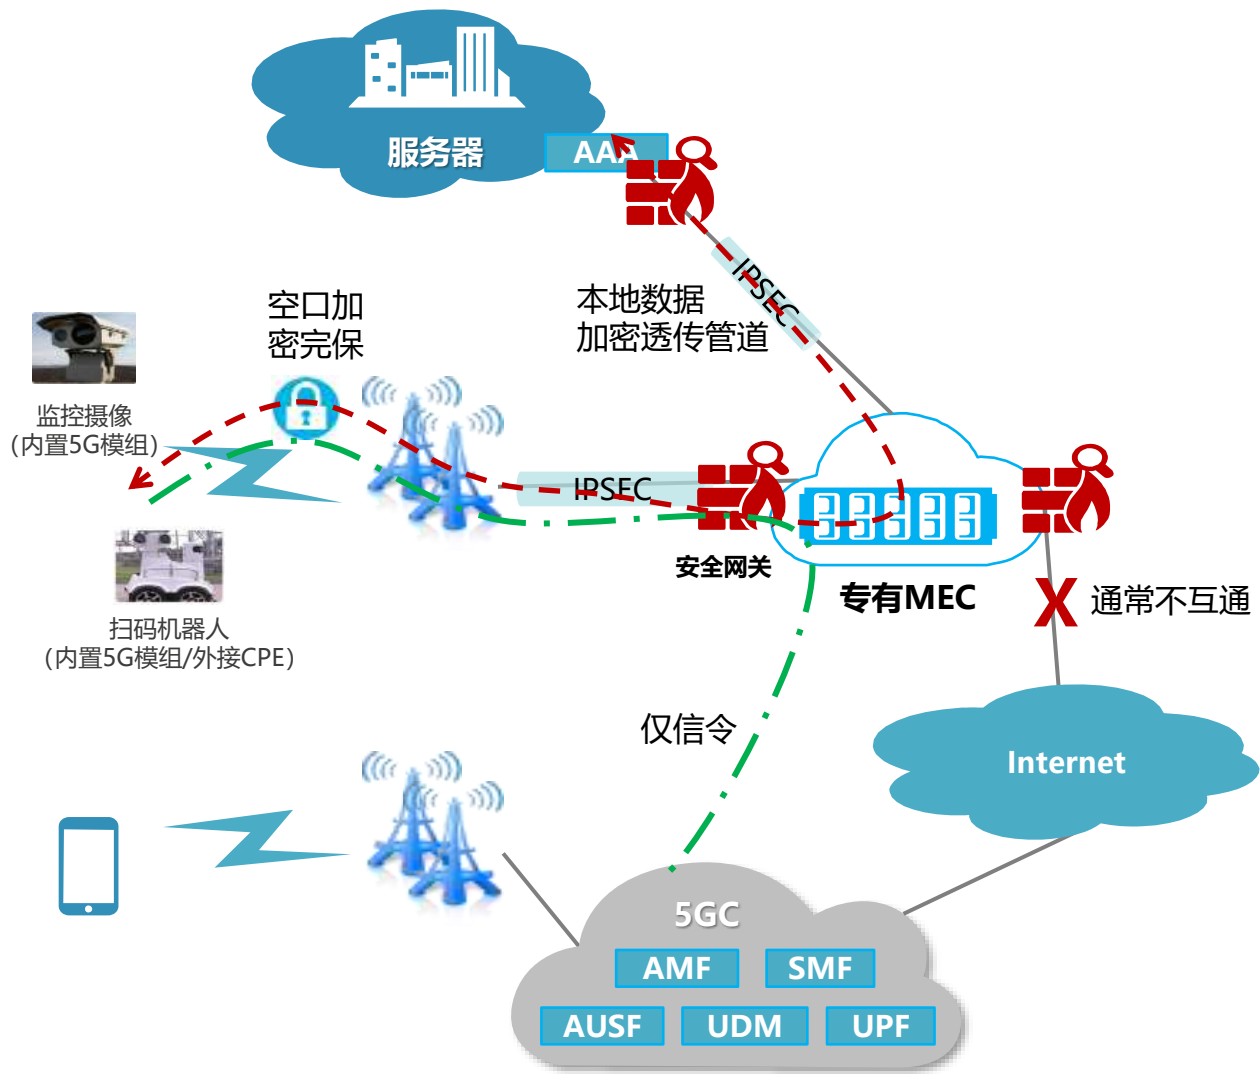 服务器
AAA
IPSEC
空口加
密完保
本地数据
加密透传管道
监控摄像
（内置5G模组）
IPSEC
安全网关
专有MEC
通常不互通
扫码机器人
（内置5G模组/外接CPE）
仅信令
Internet
5GC
AMF
SMF
AUSF
UDM
UPF